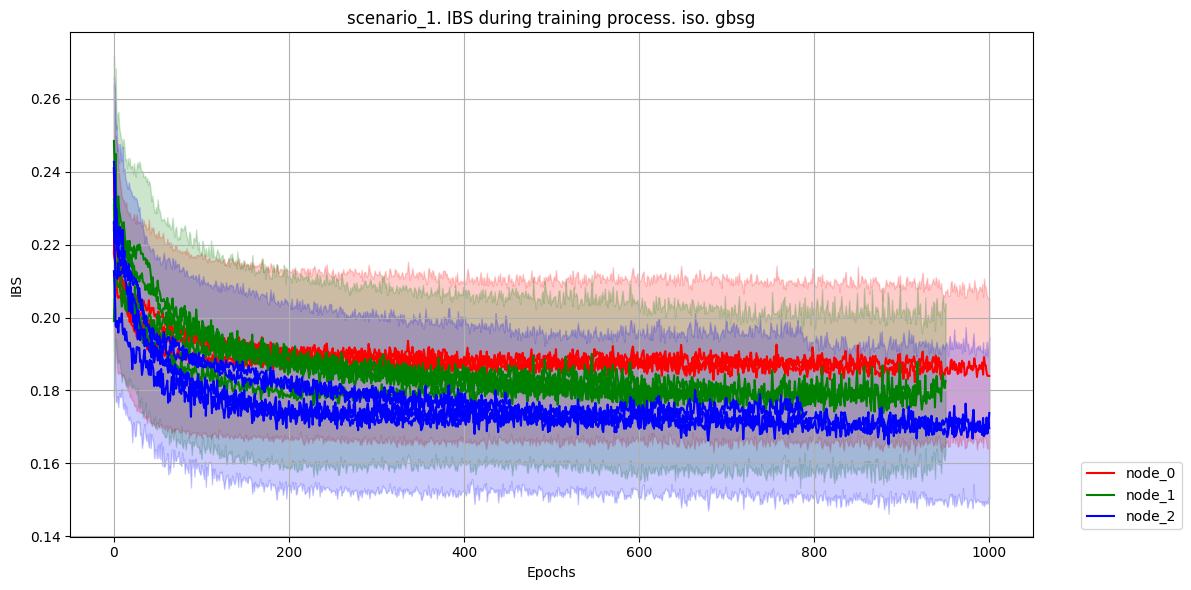 scenario_1. IBS during training process. iso. gbsg
IBS
0.26
0.24
0.22
0.20
0.18
0.16
0.14
0
200
400
600
800
1000
Epochs
node_0
node_1
node_2